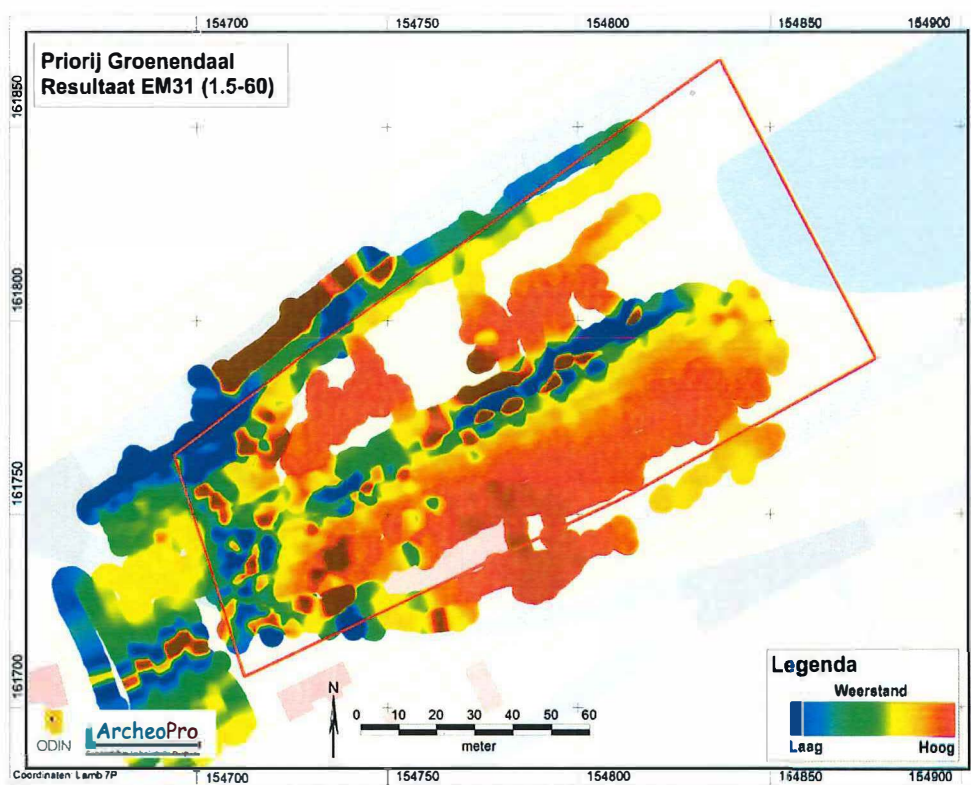 154700 154750 154800 154850 154900
Priorij Groenendaal
Resultaat EM31 (1.5-60)
161850
161800
161750
161700
N
0 10 20 30 40 50 60
meter
Legenda
Weerstand
Laag Hoog
ODIN
ArcheoPro
Coordinaten: Lamb 7P
154700 154750 154800 154850 154900